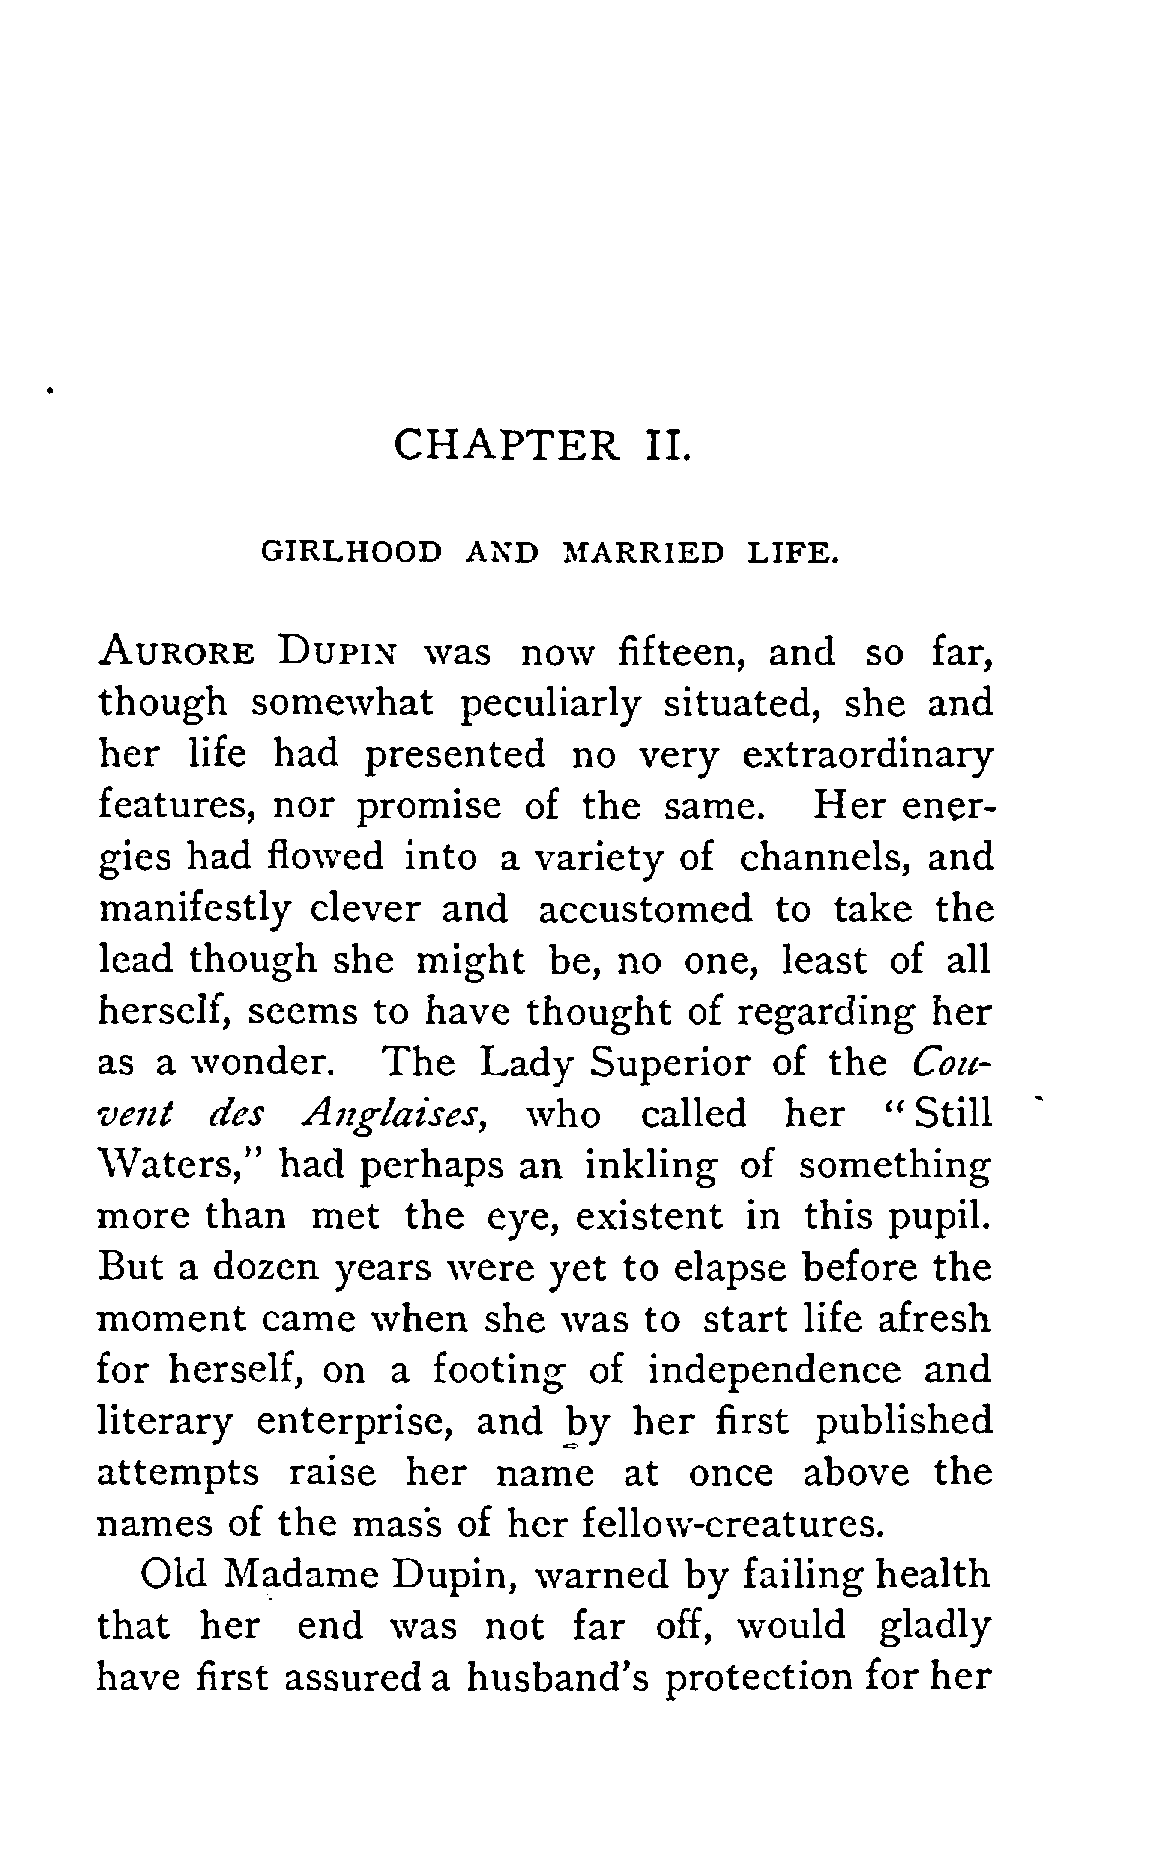 CHAPTER II.
GIRLHOOD AND MARRIED LIFE.
AURORE DUPIN was now fifteen, and so far,
though somewhat peculiarly situated, she and
her life had presented no very extraordinary
features, nor promise of the same. Her ener-
gies had flowed into a variety of channels, and
manifestly clever and accustomed to take the
lead though she might be, no one, least of all
herself, seems to have thought of regarding her
as a wonder. The Lady Superior of the Cou-
vent des Anglaises, who called her "Still
Waters," had perhaps an inkling of something
more than met the eye, existent in this pupil.
But a dozen years were yet to elapse before the
moment came when she was to start life afresh
for herself, on a footing of independence and
literary enterprise, and by her first published
attempts raise her name at once above the
names of the mass of her fellow-creatures.
Old Madame Dupin, warned by failing health
that her end was not far off, would gladly
have first assured a husband's protection for her